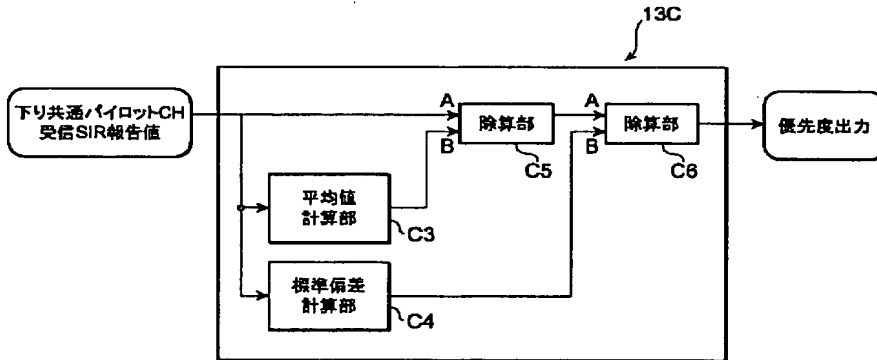 13C
下り共通パイロットCH
受信SIR報告値
A
B
除算部
C5
A
B
除算部
C6
優先度出力
平均値
計算部
C3
標準偏差
計算部
C4